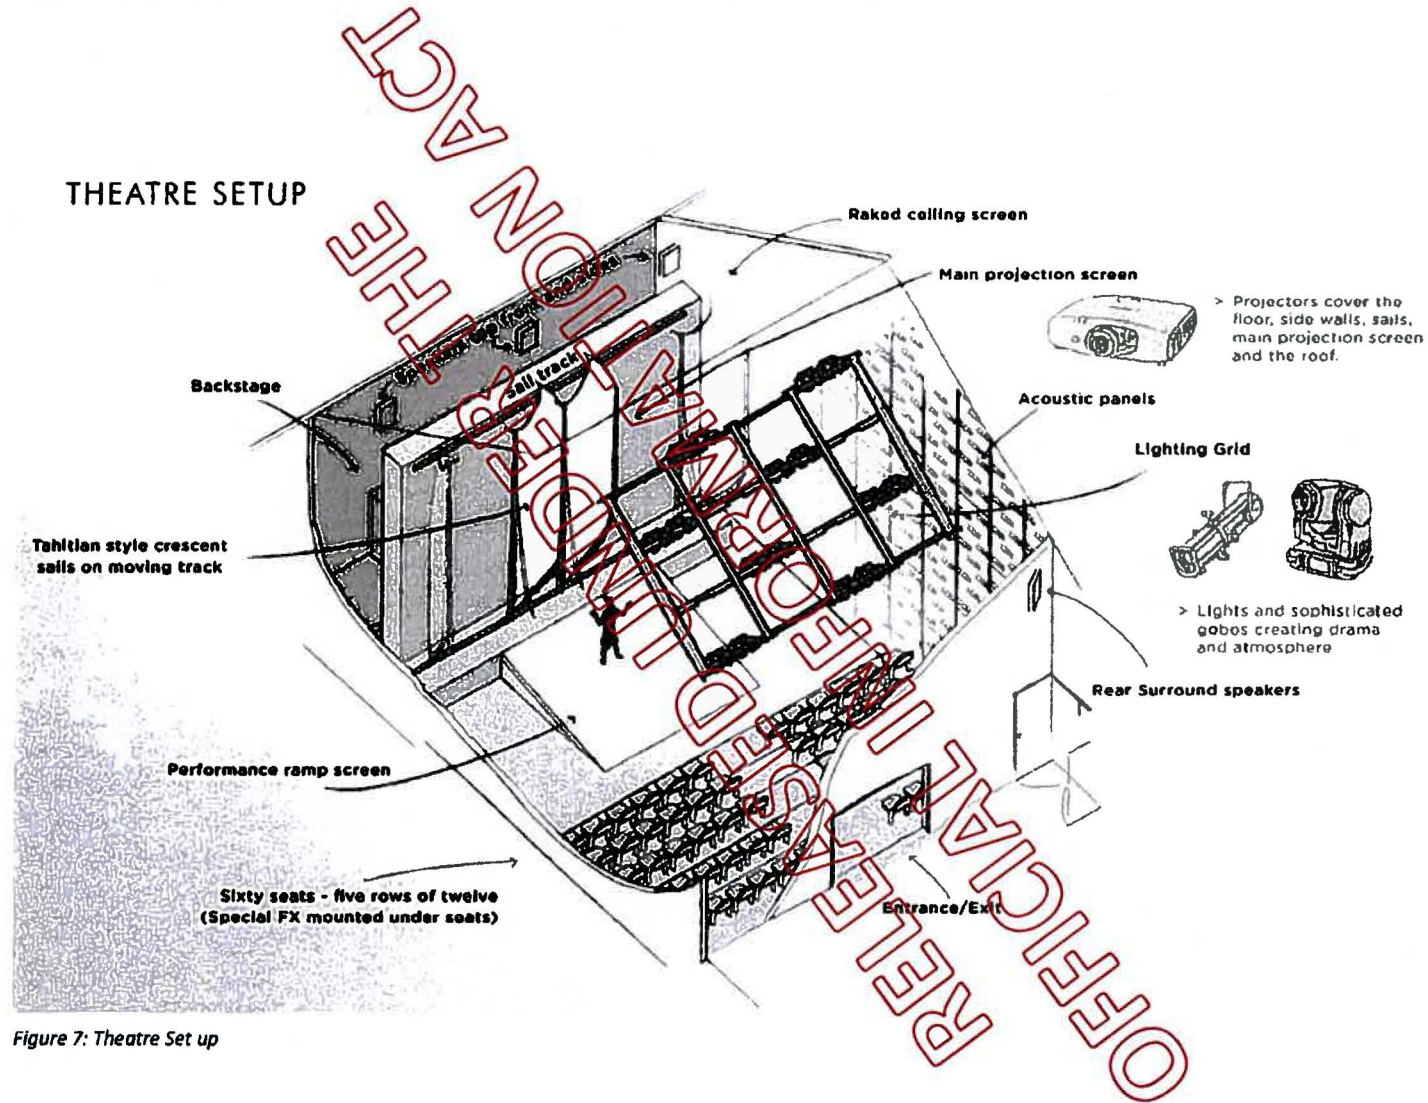 THEATRE SETUP
Raked ceiling screen
Main projection screen
> Projectors cover the
floor, side walls, sails,
main projection screen
and the roof.
Backstage
sail track
Acoustic panels
Lighting Grid
Tahitian style crescent
sails on moving track
> Lights and sophisticated
gobos creating drama
and atmosphere
Rear Surround speakers
Performance ramp screen
Sixty seats - five rows of twelve
(Special FX mounted under seats)
Entrance/Exit
Figure 7: Theatre Set up
RELEASED UNDER THE
OFFICIAL INFORMATION ACT